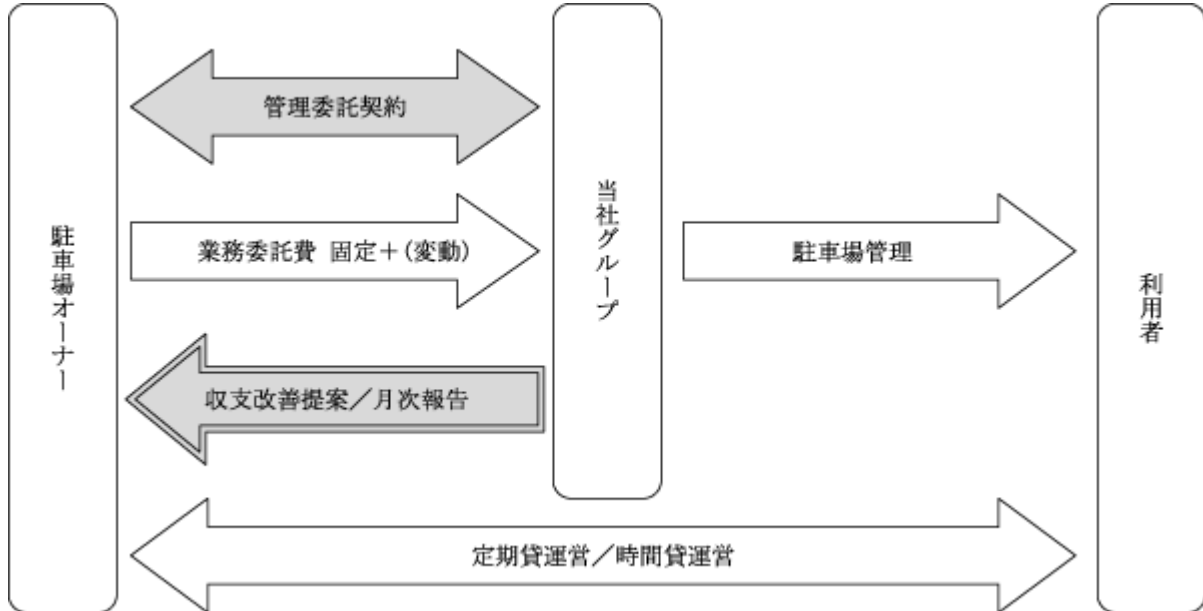 駐車場オーナー
管理委託契約
業務委託費 固定＋(変動)
収支改善提案／月次報告
当社グループ
駐車場管理
利用者
定期貸運営／時間貸運営